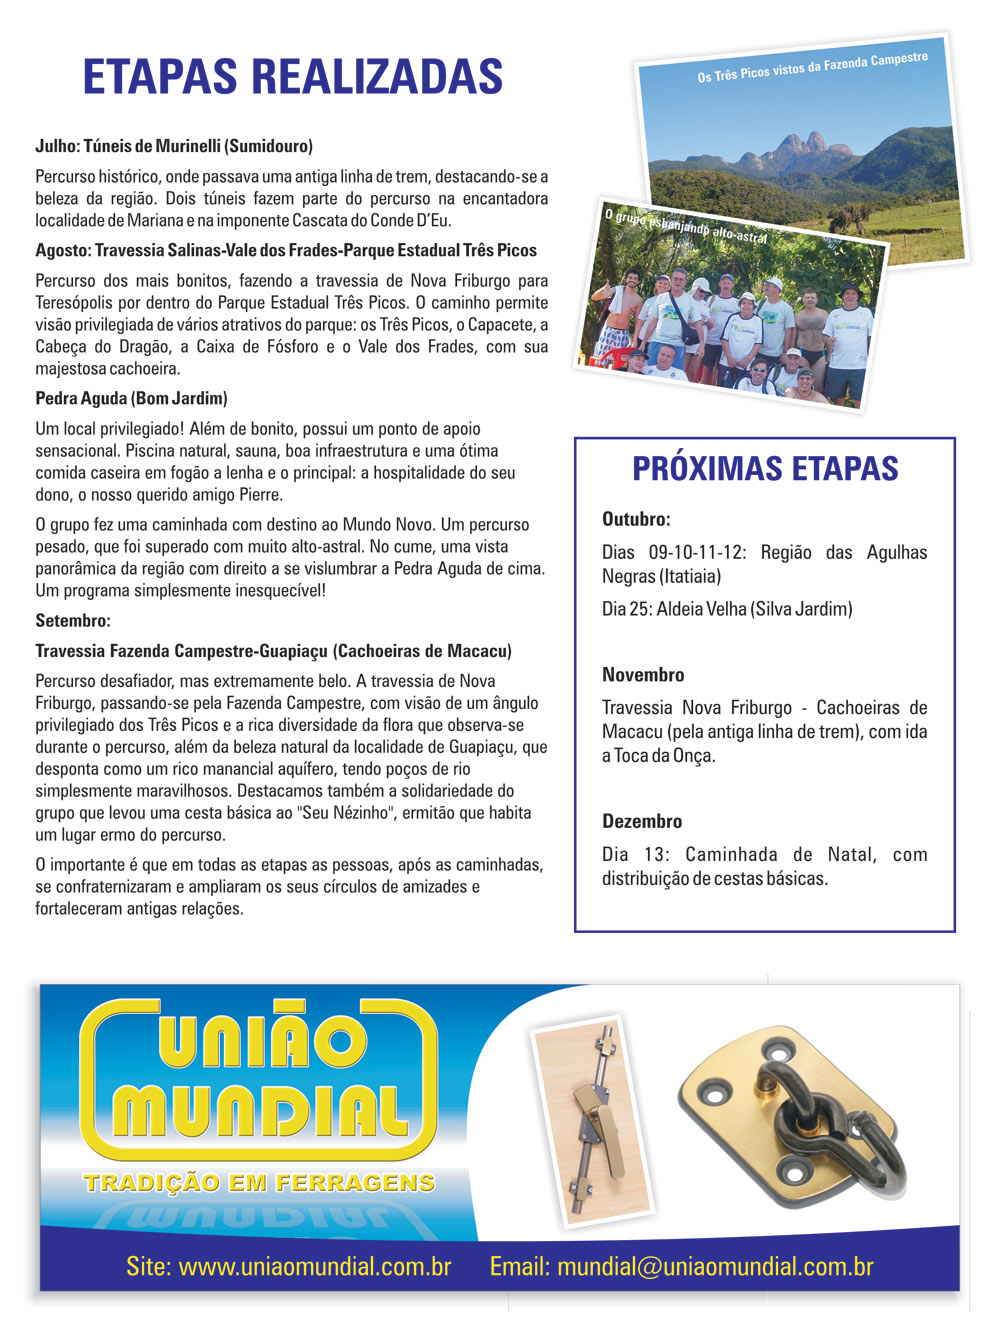 ETAPAS REALIZADAS
Julho: Túneis de Murinelli (Sumidouro)
Percurso histórico, onde passava uma antiga linha de trem, destacando-se a
beleza da região. Dois túneis fazem parte do percurso na encantadora
localidade de Mariana e na imponente Cascata do Conde D'Eu.
Agosto: Travessia Salinas-Vale dos Frades-Parque Estadual Três Picos
Percurso dos mais bonitos, fazendo a travessia de Nova Friburgo para
Teresópolis por dentro do Parque Estadual Três Picos. O caminho permite
visão privilegiada de vários atrativos do parque: os Três Picos, o Capacete, a
Cabeça do Dragão, a Caixa de Fósforo e o Vale dos Frades, com sua
majestosa cachoeira.
Pedra Aguda (Bom Jardim)
Um local privilegiado! Além de bonito, possui um ponto de apoio
sensacional. Piscina natural, sauna, boa infraestrutura e uma ótima
comida caseira em fogão a lenha e o principal: a hospitalidade do seu
dono, o nosso querido amigo Pierre.
O grupo fez uma caminhada com destino ao Mundo Novo. Um percurso
pesado, que foi superado com muito alto-astral. No cume, uma vista
panorâmica da região com direito a se vislumbrar a Pedra Aguda de cima.
Um programa simplesmente inesquecível!
Setembro:
Travessia Fazenda Campestre-Guapiaçu (Cachoeiras de Macacu)
Percurso desafiador, mas extremamente belo. A travessia de Nova
Friburgo, passando-se pela Fazenda Campestre, com visão de um ângulo
privilegiado dos Três Picos e a rica diversidade da flora que observa-se
durante o percurso, além da beleza natural da localidade de Guapiaçu, que
desponta como um rico manancial aquífero, tendo poços de rio
simplesmente maravilhosos. Destacamos também a solidariedade do
grupo que levou uma cesta básica ao "Seu Nézinho", ermitão que habita
um lugar ermo do percurso.
O importante é que em todas as etapas as pessoas, após as caminhadas,
se confraternizaram e ampliaram os seus círculos de amizades e
fortaleceram antigas relações.
Os Três Picos vistos da Fazenda Campestre
O grupo esbanjando alto-astral
PRÓXIMAS ETAPAS
Outubro:
Dias 09-10-11-12: Região das Agulhas
Negras (Itatiaia)
Dia 25: Aldeia Velha (Silva Jardim)
Novembro
Travessia Nova Friburgo - Cachoeiras de
Macacu (pela antiga linha de trem), com ida
a Toca da Onça.
Dezembro
Dia 13: Caminhada de Natal, com
distribuição de cestas básicas.
UNIÃO
MUNDIAL
TRADIÇÃO EM FERRAGENS
Site: www.uniaomundial.com.br Email: mundial@uniaomundial.com.br